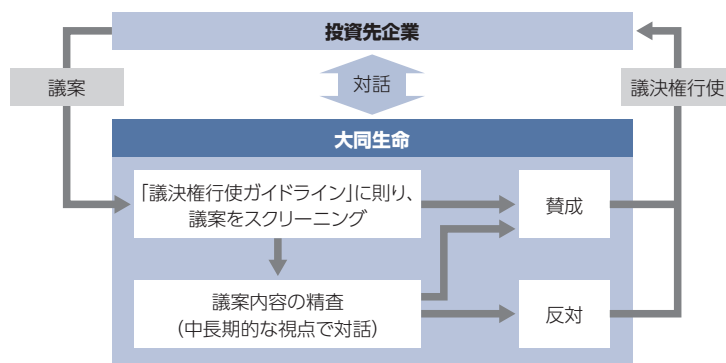 投資先企業
議案
対話
議決権行使
大同生命
「議決権行使ガイドライン」に則り、
議案をスクリーニング
賛成
議案内容の精査
（中長期的な視点で対話）
反対